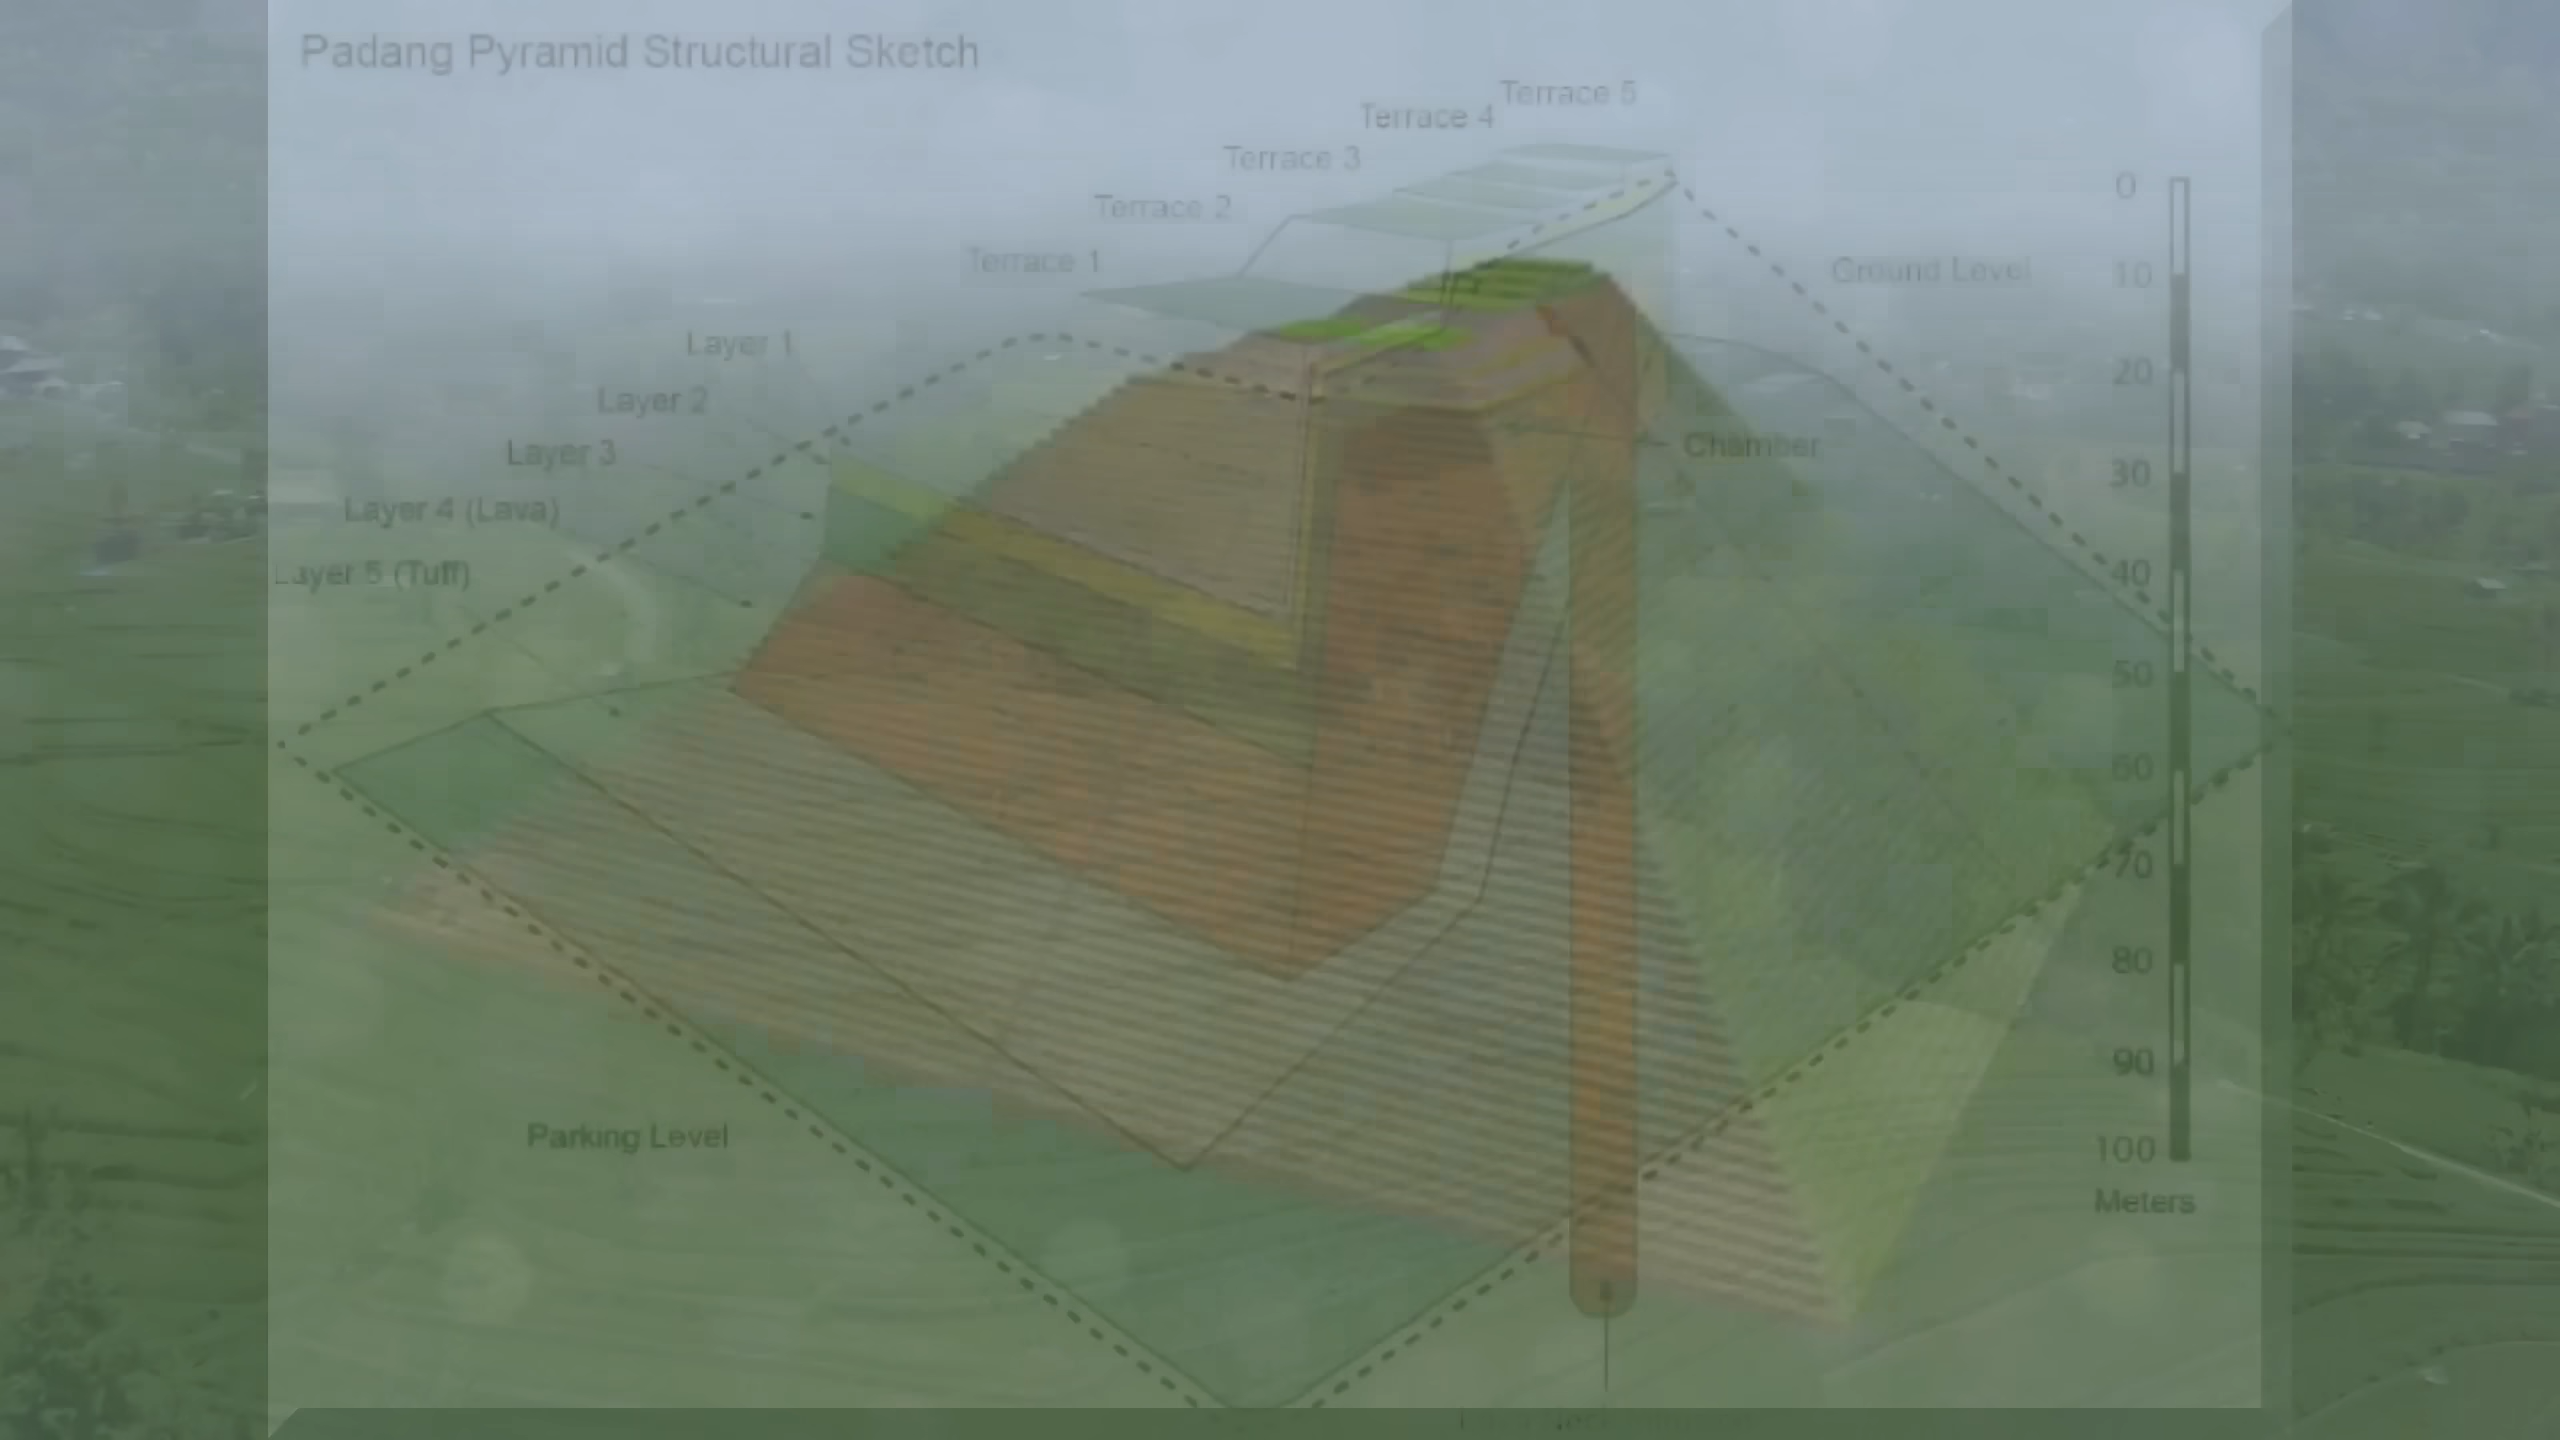 Padang Pyramid Structural Sketch
Terrace 5
Terrace 4
Terrace 3
Terrace 2
Terrace 1
Layer 1
Layer 2
Layer 3
Layer 4 (Lava)
Layer 5 (Tuff)
Ground Level
Chamber
Parking Level
0
10
20
30
40
50
60
70
80
90
100
Meters